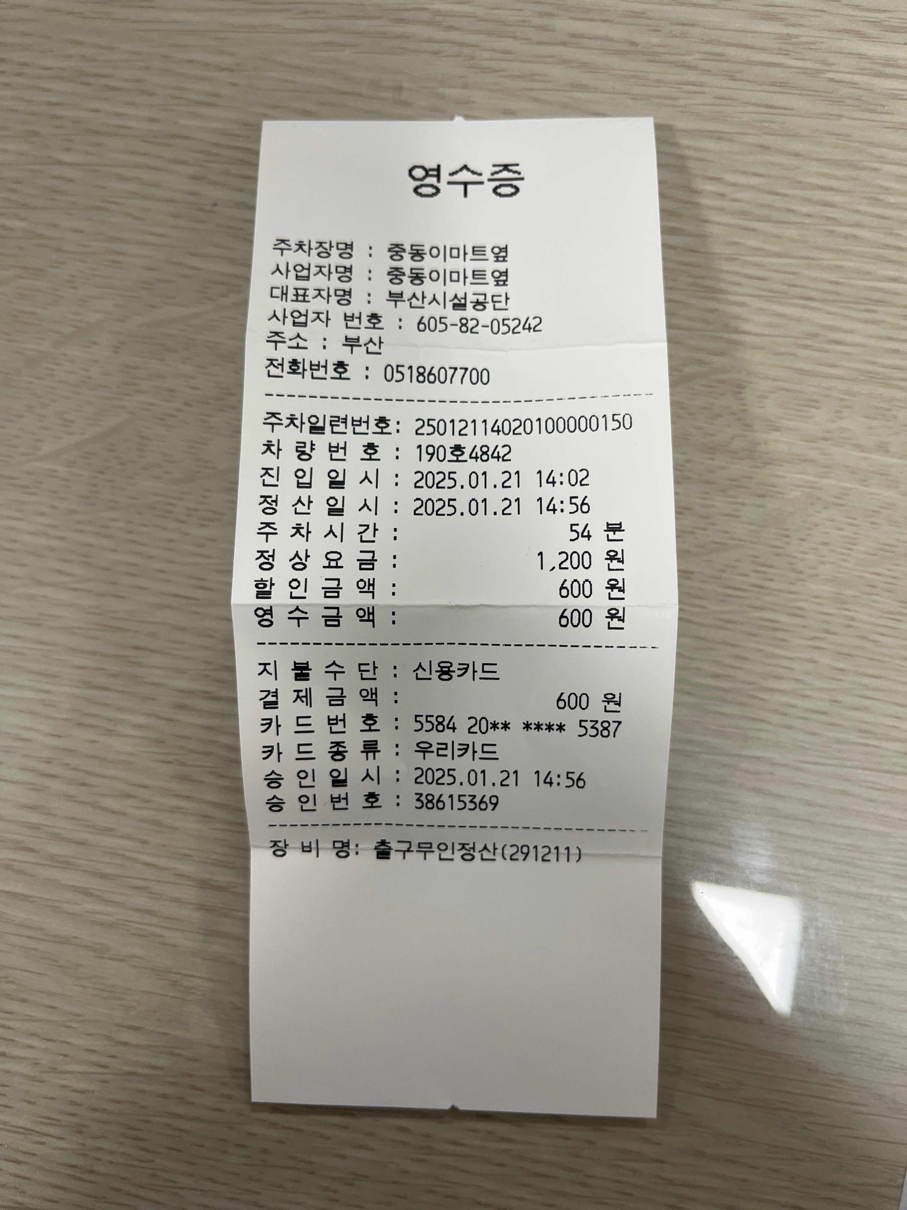 영수증
주차장명 : 중동이마트옆
사업자명 : 중동이마트옆
대표자명 : 부산시설공단
사업자 번호 : 605-82-05242
주소 : 부산
전화번호 : 0518607700
주차일련번호: 25012114020100000150
차 량 번 호 : 190호4842
진 입 일 시 : 2025.01.21 14:02
정 산 일 시 : 2025.01.21 14:56
주 차 시 간 : 54 분
정 상 요 금 : 1,200 원
할 인 금 액 : 600 원
영 수 금 액 : 600 원
지 불 수 단 : 신용카드
결 제 금 액 : 600 원
카 드 번 호 : 5584 20** **** 5387
카 드 종 류 : 우리카드
승 인 일 시 : 2025.01.21 14:56
승 인 번 호 : 38615369
장 비 명: 출구무인정산(291211)